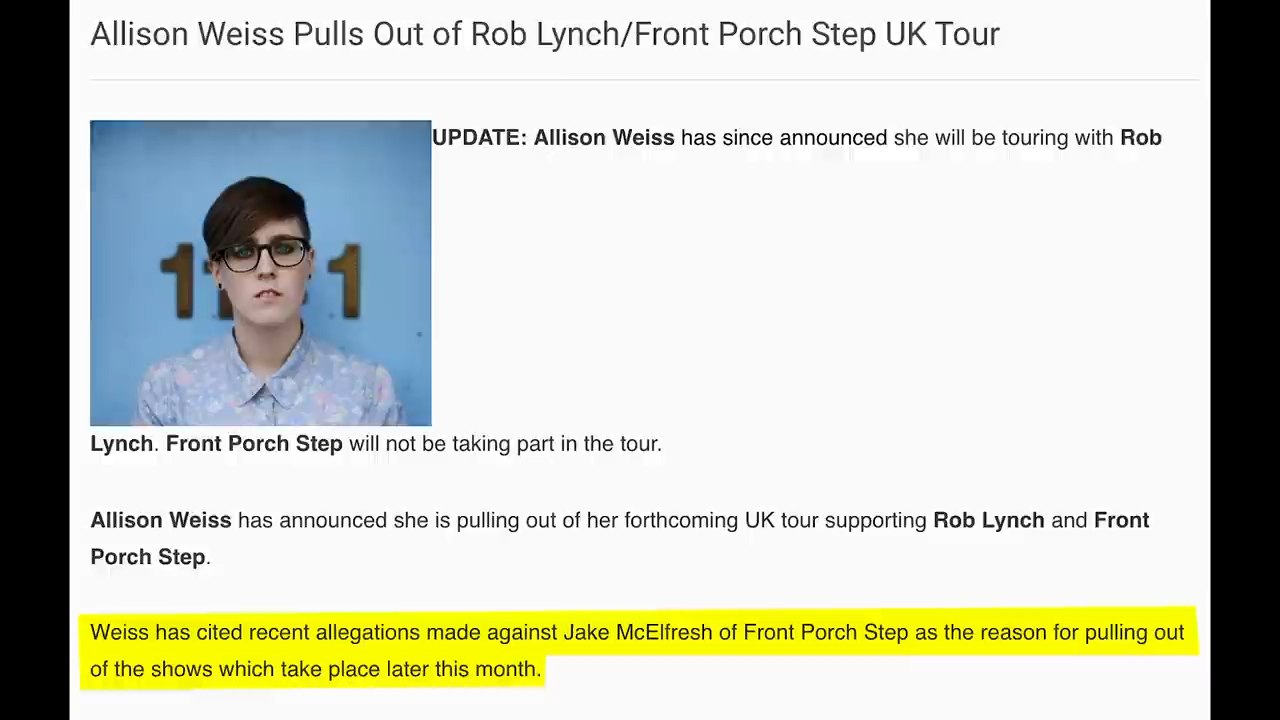 Allison Weiss Pulls Out of Rob Lynch/Front Porch Step UK Tour
UPDATE: Allison Weiss has since announced she will be touring with Rob
Lynch. Front Porch Step will not be taking part in the tour.
Allison Weiss has announced she is pulling out of her forthcoming UK tour supporting Rob Lynch and Front
Porch Step.
Weiss has cited recent allegations made against Jake McElfresh of Front Porch Step as the reason for pulling out
of the shows which take place later this month.